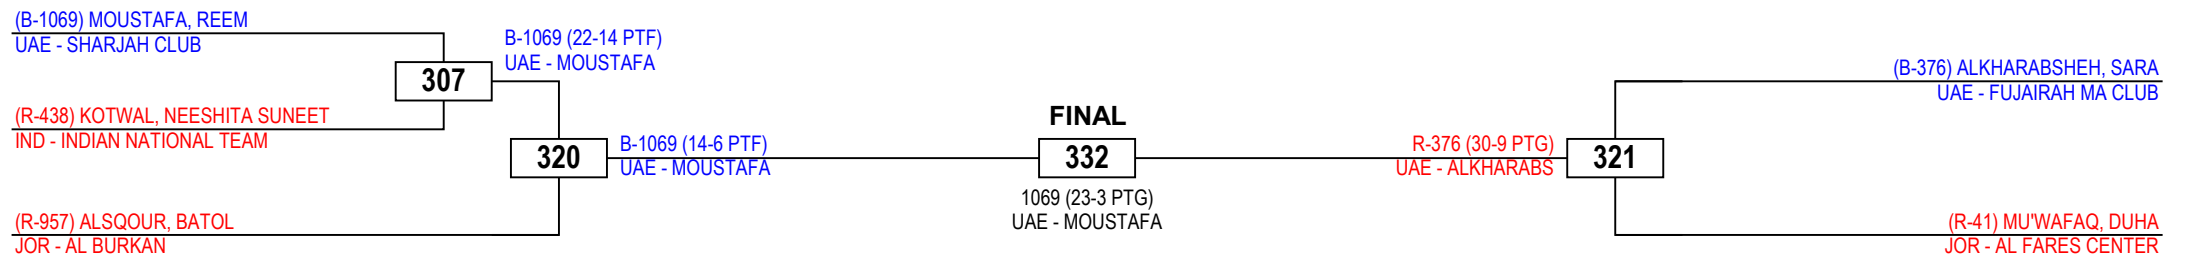 (B-1069) MOUSTAFA, REEM
UAE - SHARJAH CLUB
307
(R-438) KOTWAL, NEESHITA SUNEET
IND - INDIAN NATIONAL TEAM
B-1069 (22-14 PTF)
UAE - MOUSTAFA
320
(R-957) ALSQOUR, BATOL
JOR - AL BURKAN
B-1069 (14-6 PTF)
UAE - MOUSTAFA
FINAL
332
1069 (23-3 PTG)
UAE - MOUSTAFA
R-376 (30-9 PTG)
UAE - ALKHARABS
321
(B-376) ALKHARABSHEH, SARA
UAE - FUJAIRAH MA CLUB
(R-41) MU'WAFAQ, DUHA
JOR - AL FARES CENTER